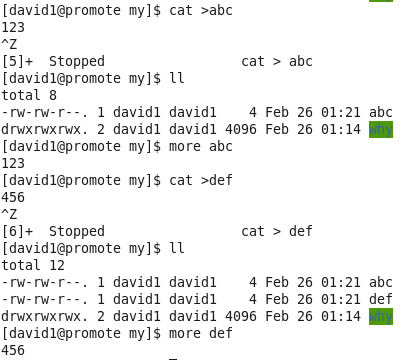 [david1@promote my]$ cat >abc
123
^Z
[5]+  Stopped                 cat > abc
[david1@promote my]$ ll
total 8
-rw-rw-r--. 1 david1 david1    4 Feb 26 01:21 abc
drwxrwxrwx. 2 david1 david1 4096 Feb 26 01:14 why
[david1@promote my]$ more abc
123
[david1@promote my]$ cat >def
456
^Z
[6]+  Stopped                 cat > def
[david1@promote my]$ ll
total 12
-rw-rw-r--. 1 david1 david1    4 Feb 26 01:21 abc
-rw-rw-r--. 1 david1 david1    4 Feb 26 01:21 def
drwxrwxrwx. 2 david1 david1 4096 Feb 26 01:14 why
[david1@promote my]$ more def
456